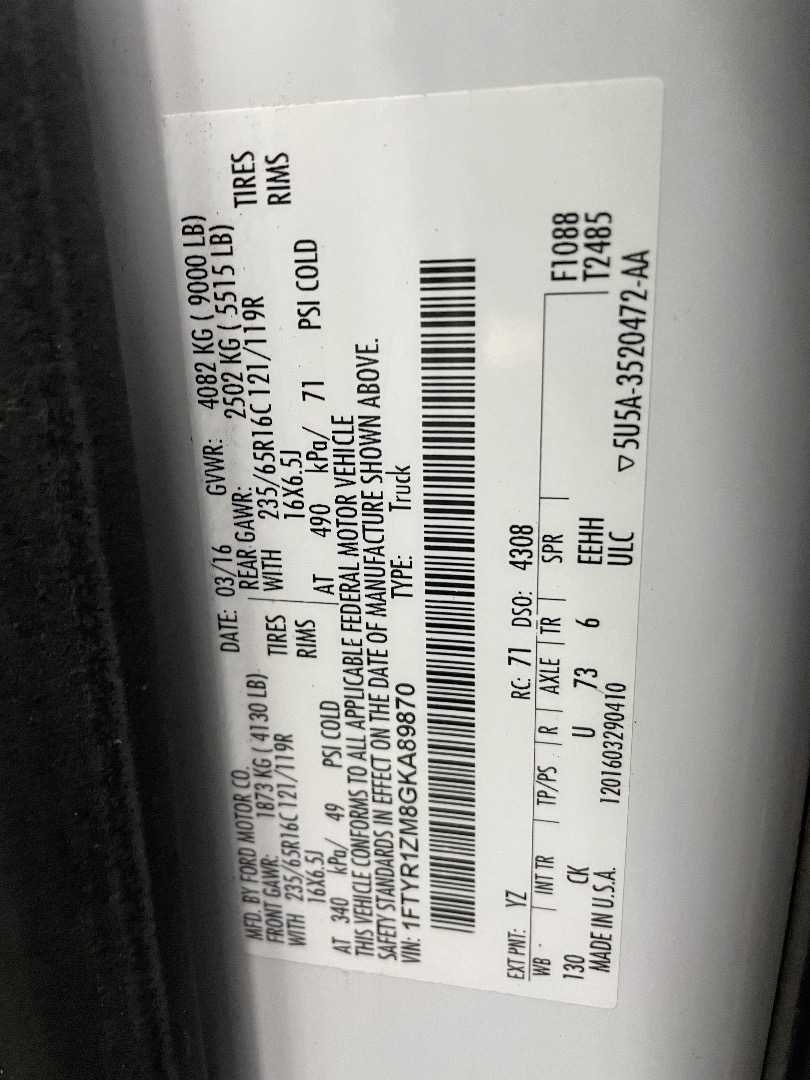 MFD. BY FORD MOTOR CO. DATE: 03/16 GVWR: 4082 KG ( 9000 LB)
FRONT GAWR: 1873 KG ( 4130 LB) REAR GAWR: 2502 KG ( 5515 LB)
WITH 235/65R16C 121/119R TIRES WITH 235/65R16C 121/119R TIRES
16X6.5J RIMS 16X6.5J RIMS
AT 340 kPa/ 49 PSI COLD AT 490 kPa/ 71 PSI COLD
THIS VEHICLE CONFORMS TO ALL APPLICABLE FEDERAL MOTOR VEHICLE
SAFETY STANDARDS IN EFFECT ON THE DATE OF MANUFACTURE SHOWN ABOVE.
VIN: 1FTYR1ZM8GKA89870 TYPE: Truck
EXT PNT: YZ RC: 71 DSO: 4308
WB INT TR TP/PS R AXLE TR SPR F1088
130 CK U 73 6 EEHH T2485
MADE IN U.S.A. 1201603290410 ULC ▽5U5A-3520472-AA